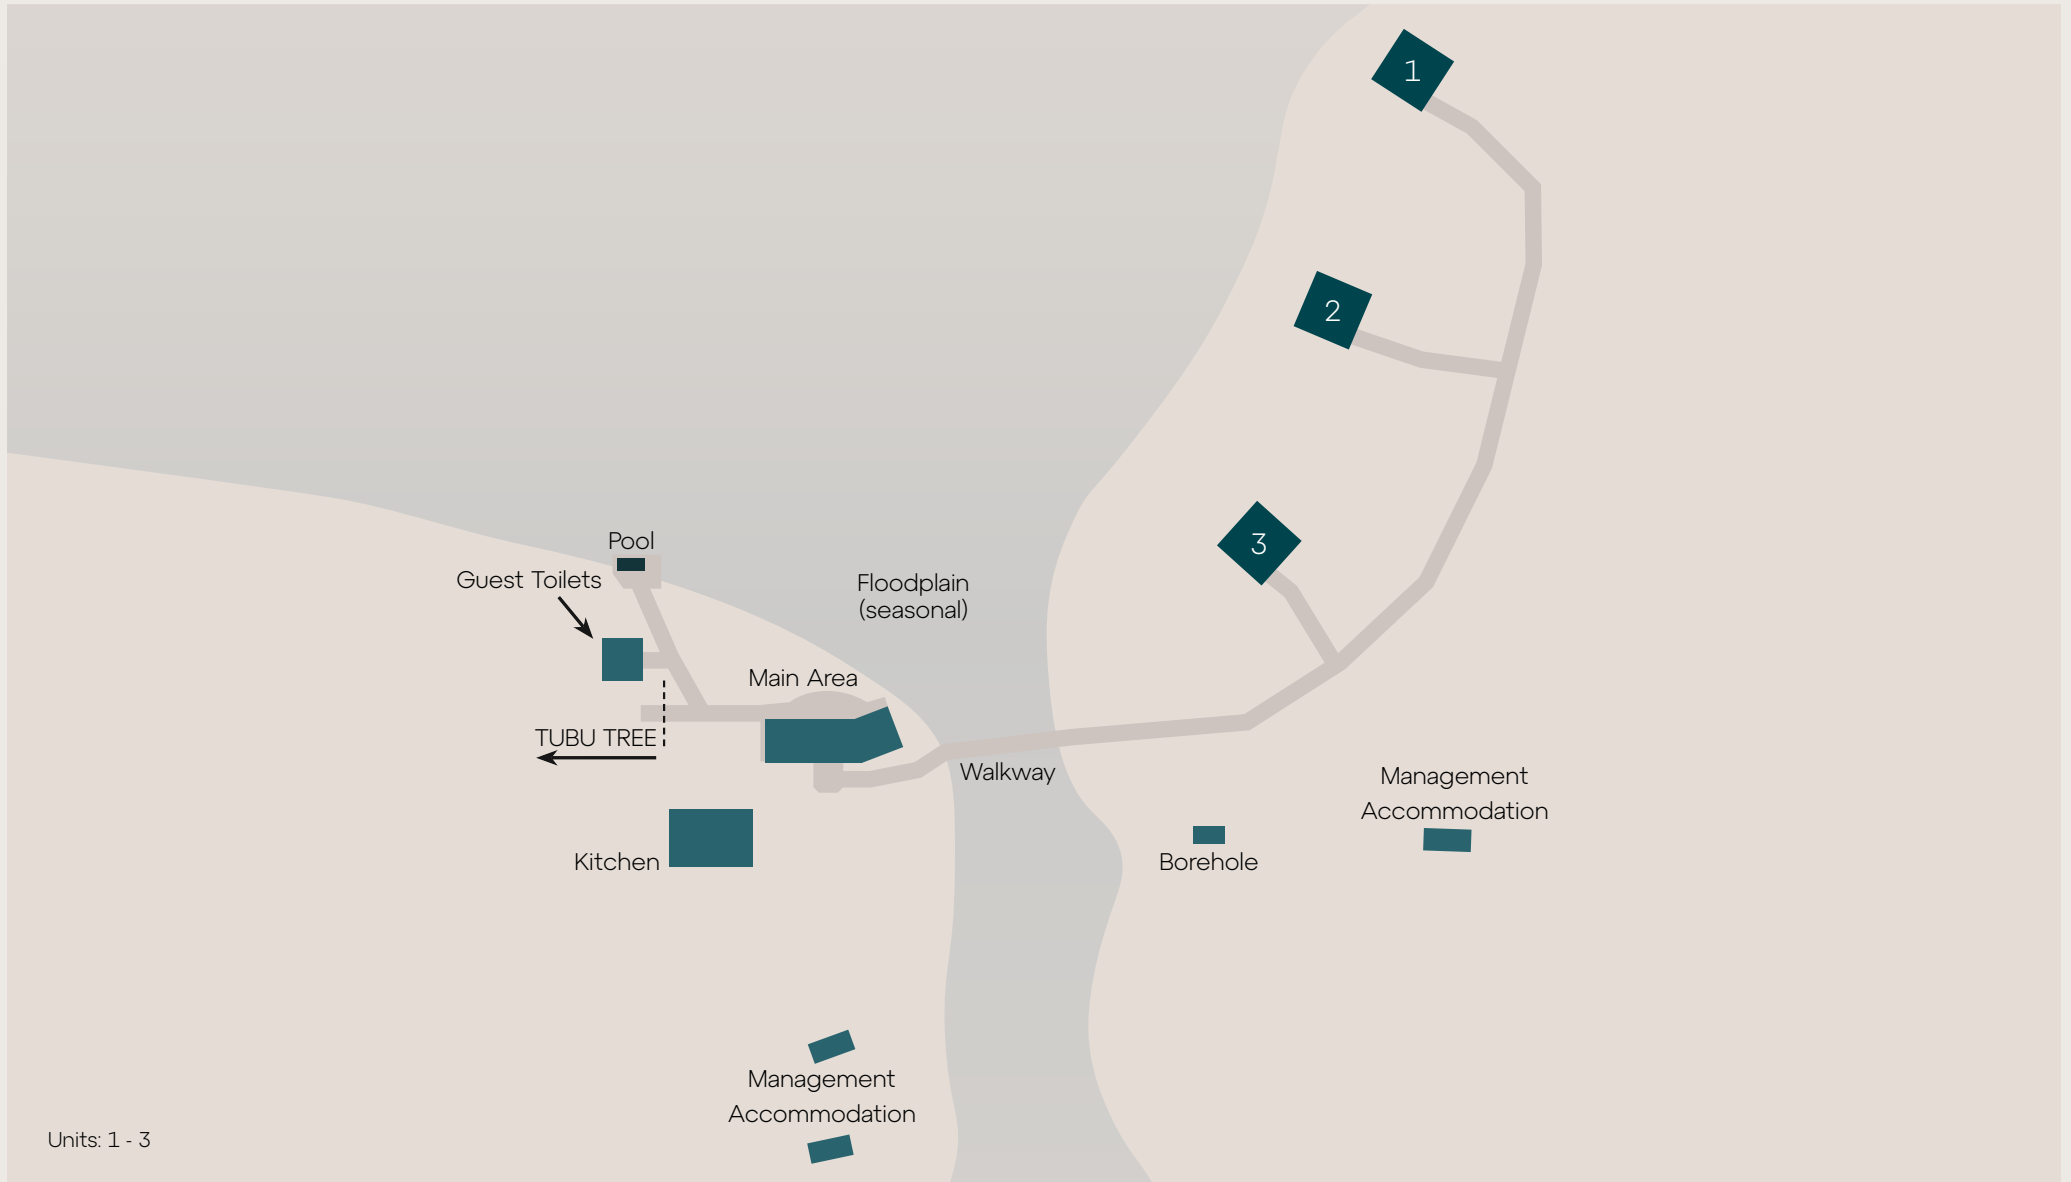 1
2
3
Pool
Guest Toilets
Floodplain
(seasonal)
Main Area
TUBU TREE
Walkway
Management
Accommodation
Kitchen
Borehole
Management
Accommodation
Units: 1 - 3